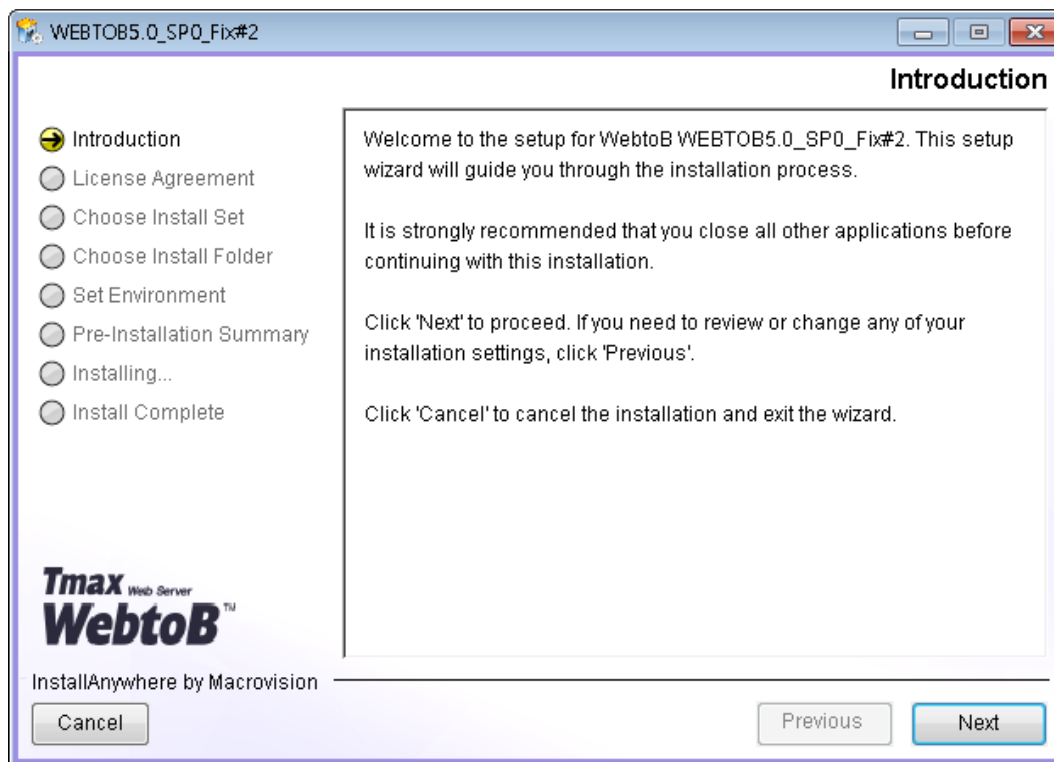 WEBTOB5.0_SP0_Fix#2
Introduction
Introduction
License Agreement
Choose Install Set
Choose Install Folder
Set Environment
Pre-Installation Summary
Installing...
Install Complete
Welcome to the setup for WebtoB WEBTOB5.0_SP0_Fix#2. This setup
wizard will guide you through the installation process.
It is strongly recommended that you close all other applications before
continuing with this installation.
Click 'Next' to proceed. If you need to review or change any of your
installation settings, click 'Previous'.
Click 'Cancel' to cancel the installation and exit the wizard.
Tmax Web Server
WebtoB™
InstallAnywhere by Macrovision
Cancel
Previous
Next